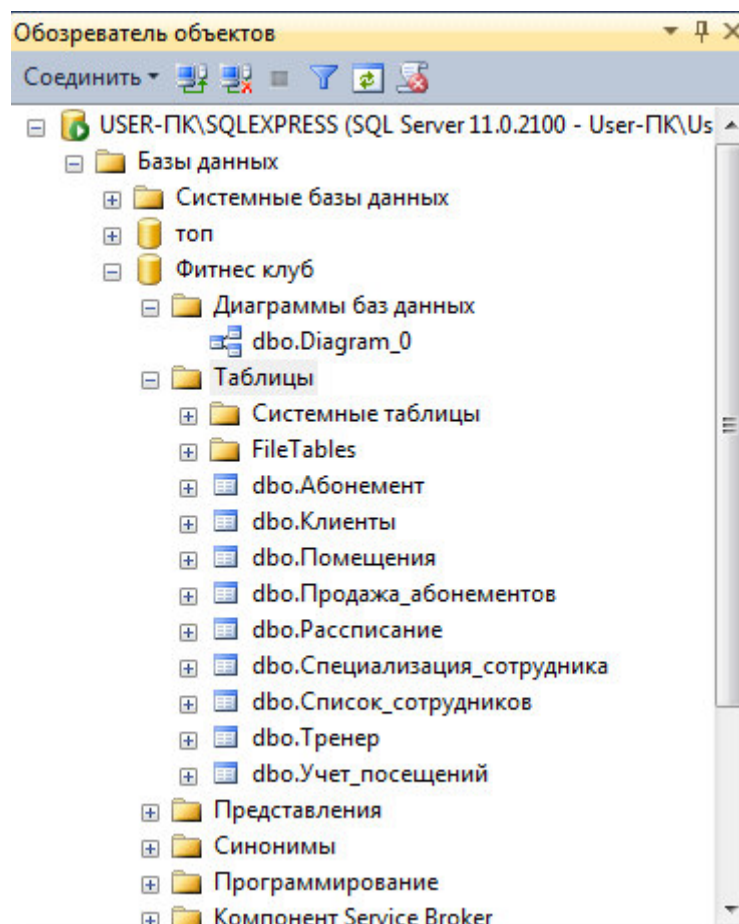 Обозреватель объектов
Соединить
USER-ПК\SQLEXPRESS (SQL Server 11.0.2100 - User-ПК\Us
Базы данных
Системные базы данных
топ
Фитнес клуб
Диаграммы баз данных
dbo.Diagram_0
Таблицы
Системные таблицы
FileTables
dbo.Абонемент
dbo.Клиенты
dbo.Помещения
dbo.Продажа_абонементов
dbo.Рассписание
dbo.Специализация_сотрудника
dbo.Список_сотрудников
dbo.Тренер
dbo.Учет_посещений
Представления
Синонимы
Программирование
Компонент Service Broker